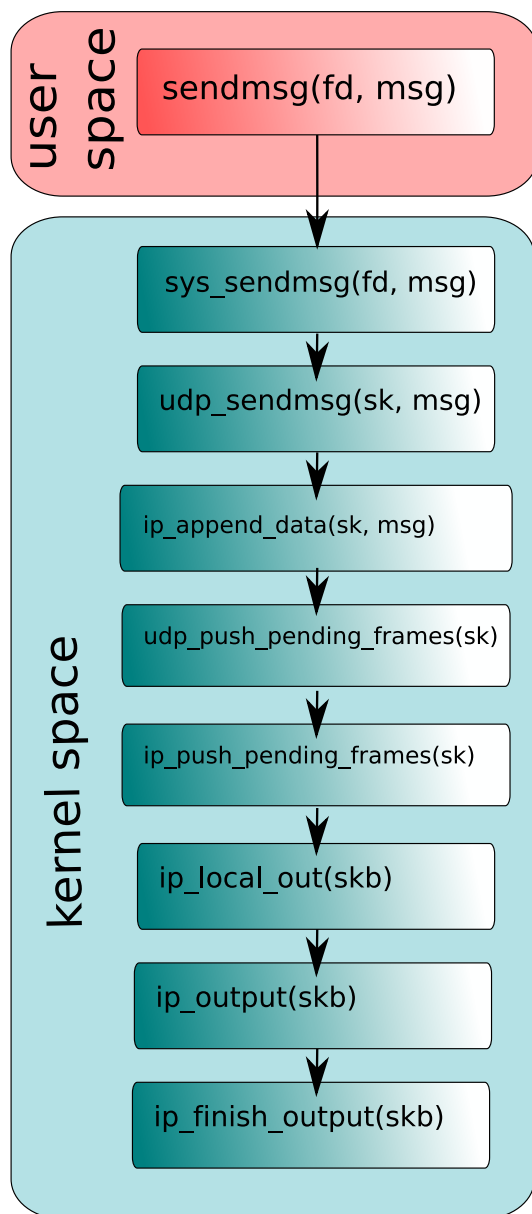 user
space
sendmsg(fd, msg)
kernel space
sys_sendmsg(fd, msg)
udp_sendmsg(sk, msg)
ip_append_data(sk, msg)
udp_push_pending_frames(sk)
ip_push_pending_frames(sk)
ip_local_out(skb)
ip_output(skb)
ip_finish_output(skb)